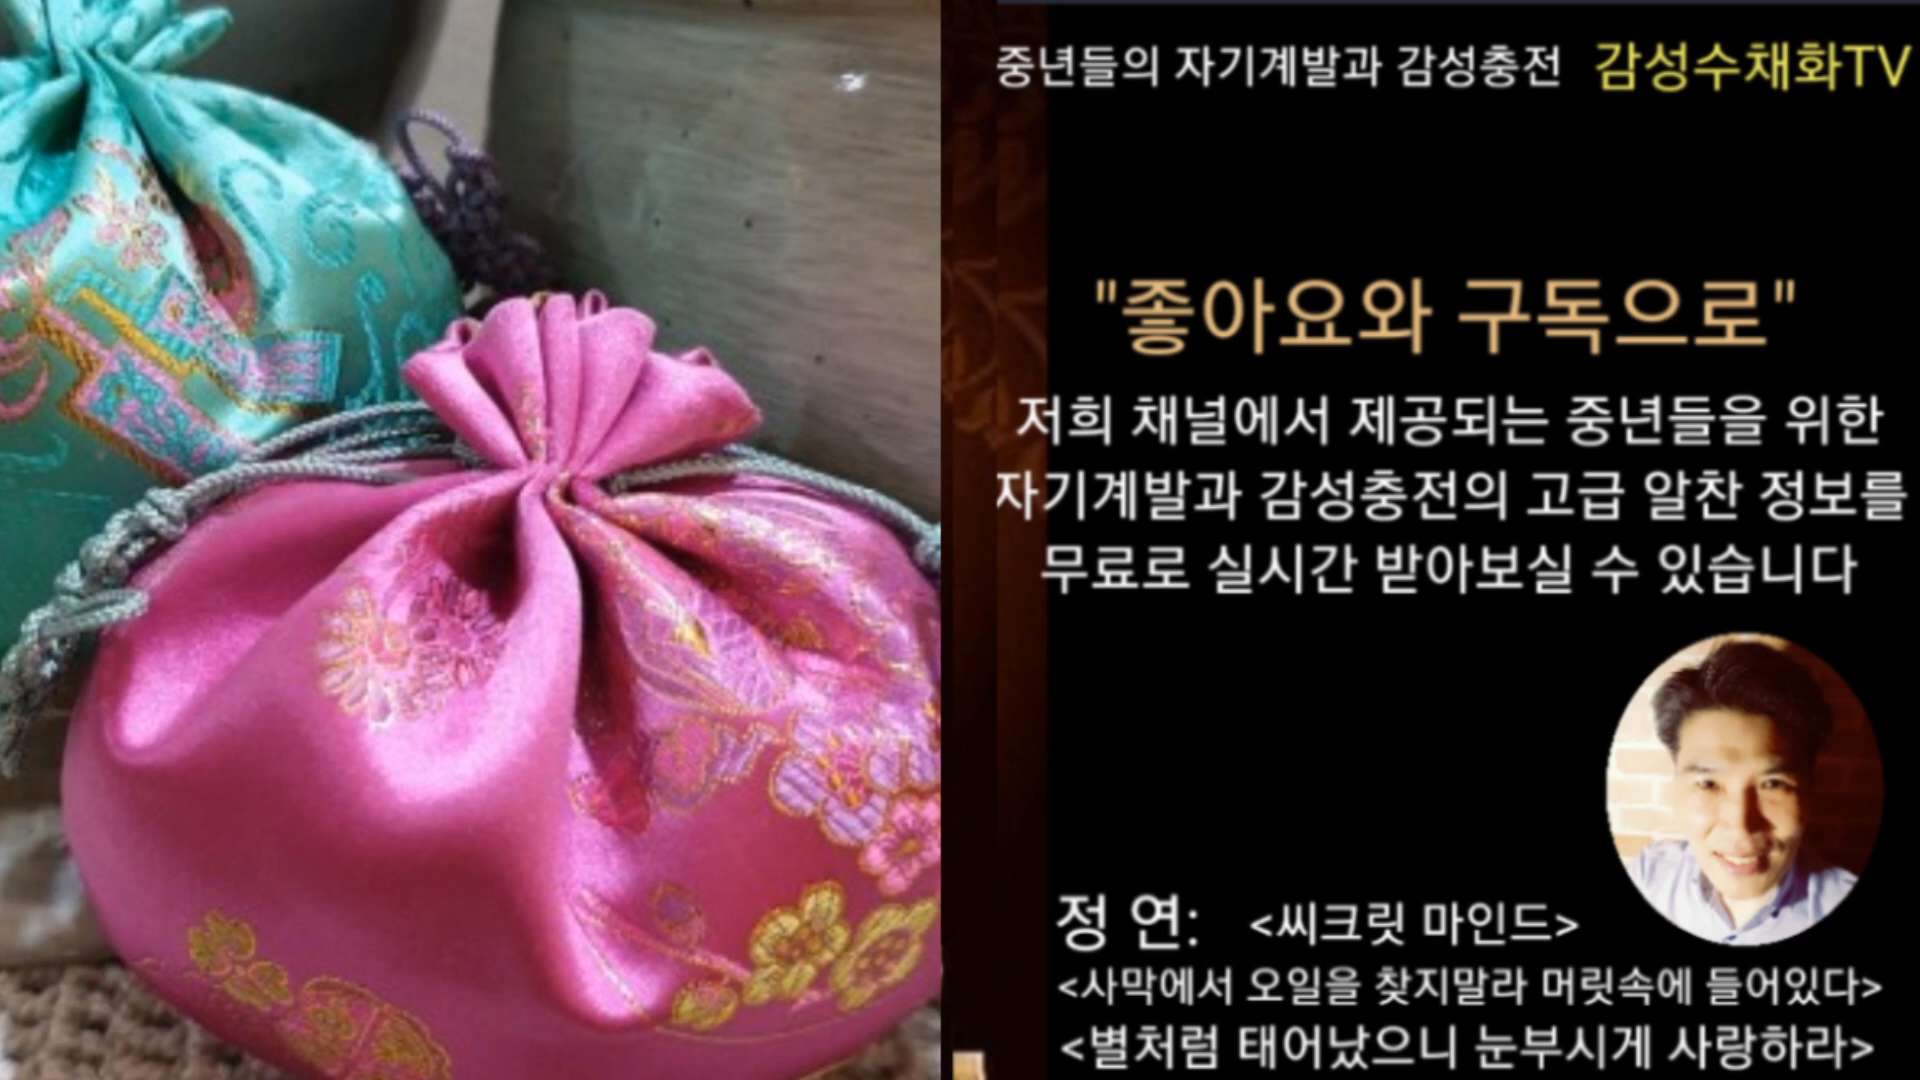 중년들의 자기계발과 감성충전 감성수채화TV
"좋아요와 구독으로"
저희 채널에서 제공되는 중년들을 위한
자기계발과 감성충전의 고급 알찬 정보를
무료로 실시간 받아보실 수 있습니다
정 연: <씨크릿 마인드>
<사막에서 오일을 찾지말라 머릿속에 들어있다>
<별처럼 태어났으니 눈부시게 사랑하라>